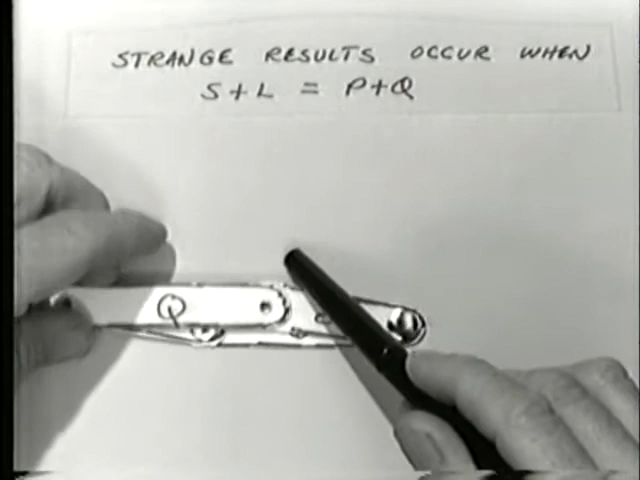 STRANGE RESULTS OCCUR WHEN
S + L = P+Q
Q